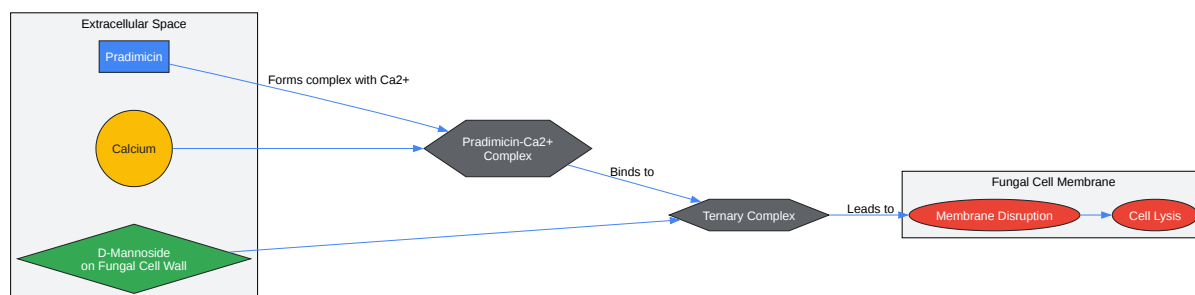 Extracellular Space
Pradimicin
Forms complex with Ca2+
Calcium
Pradimicin-Ca2+
Complex
Binds to
D-Mannoside
on Fungal Cell Wall
Ternary Complex
Leads to
Fungal Cell Membrane
Membrane Disruption
Cell Lysis